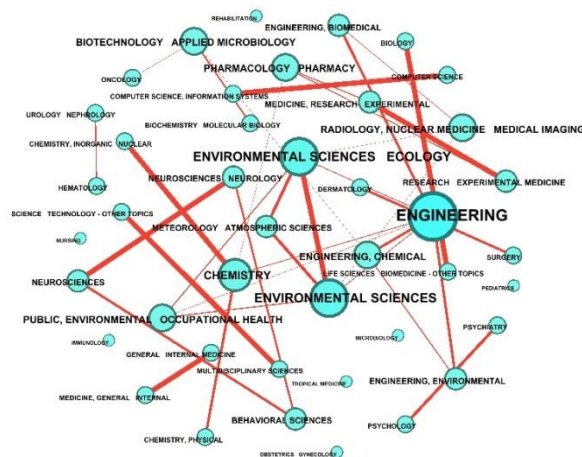 REHABILITATION
ENGINEERING, BIOMEDICAL
BIOTECHNOLOGY APPLIED MICROBIOLOGY
BIOLOGY
PHARMACOLOGY PHARMACY
ONCOLOGY
COMPUTER SCIENCE
COMPUTER SCIENCE, INFORMATION SYSTEMS
MEDICINE, RESEARCH EXPERIMENTAL
UROLOGY NEPHROLOGY
BIOCHEMISTRY MOLECULAR BIOLOGY
RADIOLOGY, NUCLEAR MEDICINE MEDICAL IMAGING
CHEMISTRY, INORGANIC NUCLEAR
ENVIRONMENTAL SCIENCES ECOLOGY
NEUROSCIENCES NEUROLOGY
RESEARCH EXPERIMENTAL MEDICINE
HEMATOLOGY
DERMATOLOGY
SCIENCE TECHNOLOGY - OTHER TOPICS
ENGINEERING
METEOROLOGY ATMOSPHERIC SCIENCES
NURSING
ENGINEERING, CHEMICAL
SURGERY
CHEMISTRY
LIFE SCIENCES BIOMEDICINE - OTHER TOPICS
NEUROSCIENCES
PEDIATRICS
ENVIRONMENTAL SCIENCES
PUBLIC, ENVIRONMENTAL OCCUPATIONAL HEALTH
PSYCHIATRY
MICROBIOLOGY
IMMUNOLOGY
GENERAL INTERNAL MEDICINE
MULTIDISCIPLINARY SCIENCES
TROPICAL MEDICINE
ENGINEERING, ENVIRONMENTAL
MEDICINE, GENERAL INTERNAL
BEHAVIORAL SCIENCES
PSYCHOLOGY
CHEMISTRY, PHYSICAL
OBSTETRICS GYNECOLOGY